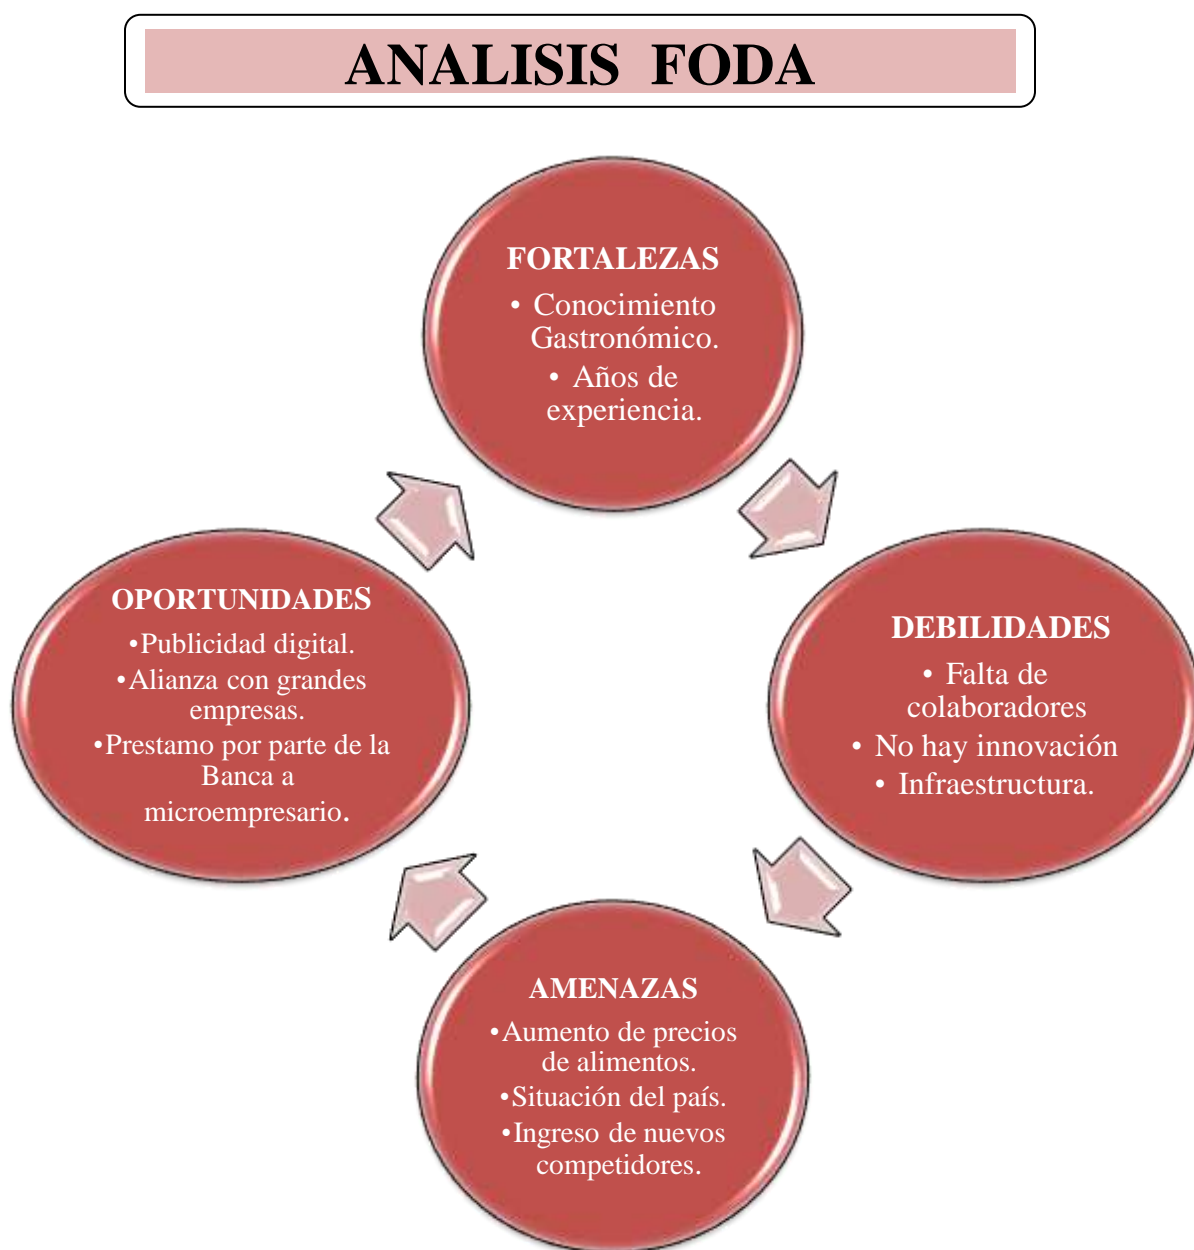 ANALISIS FODA
FORTALEZAS
• Conocimiento
Gastronómico.
• Años de
experiencia.
OPORTUNIDADES
•Publicidad digital.
•Alianza con grandes
empresas.
•Prestamo por parte de la
Banca a
microempresario.
DEBILIDADES
• Falta de
colaboradores
• No hay innovación
• Infraestructura.
AMENAZAS
•Aumento de precios
de alimentos.
•Situación del país.
•Ingreso de nuevos
competidores.